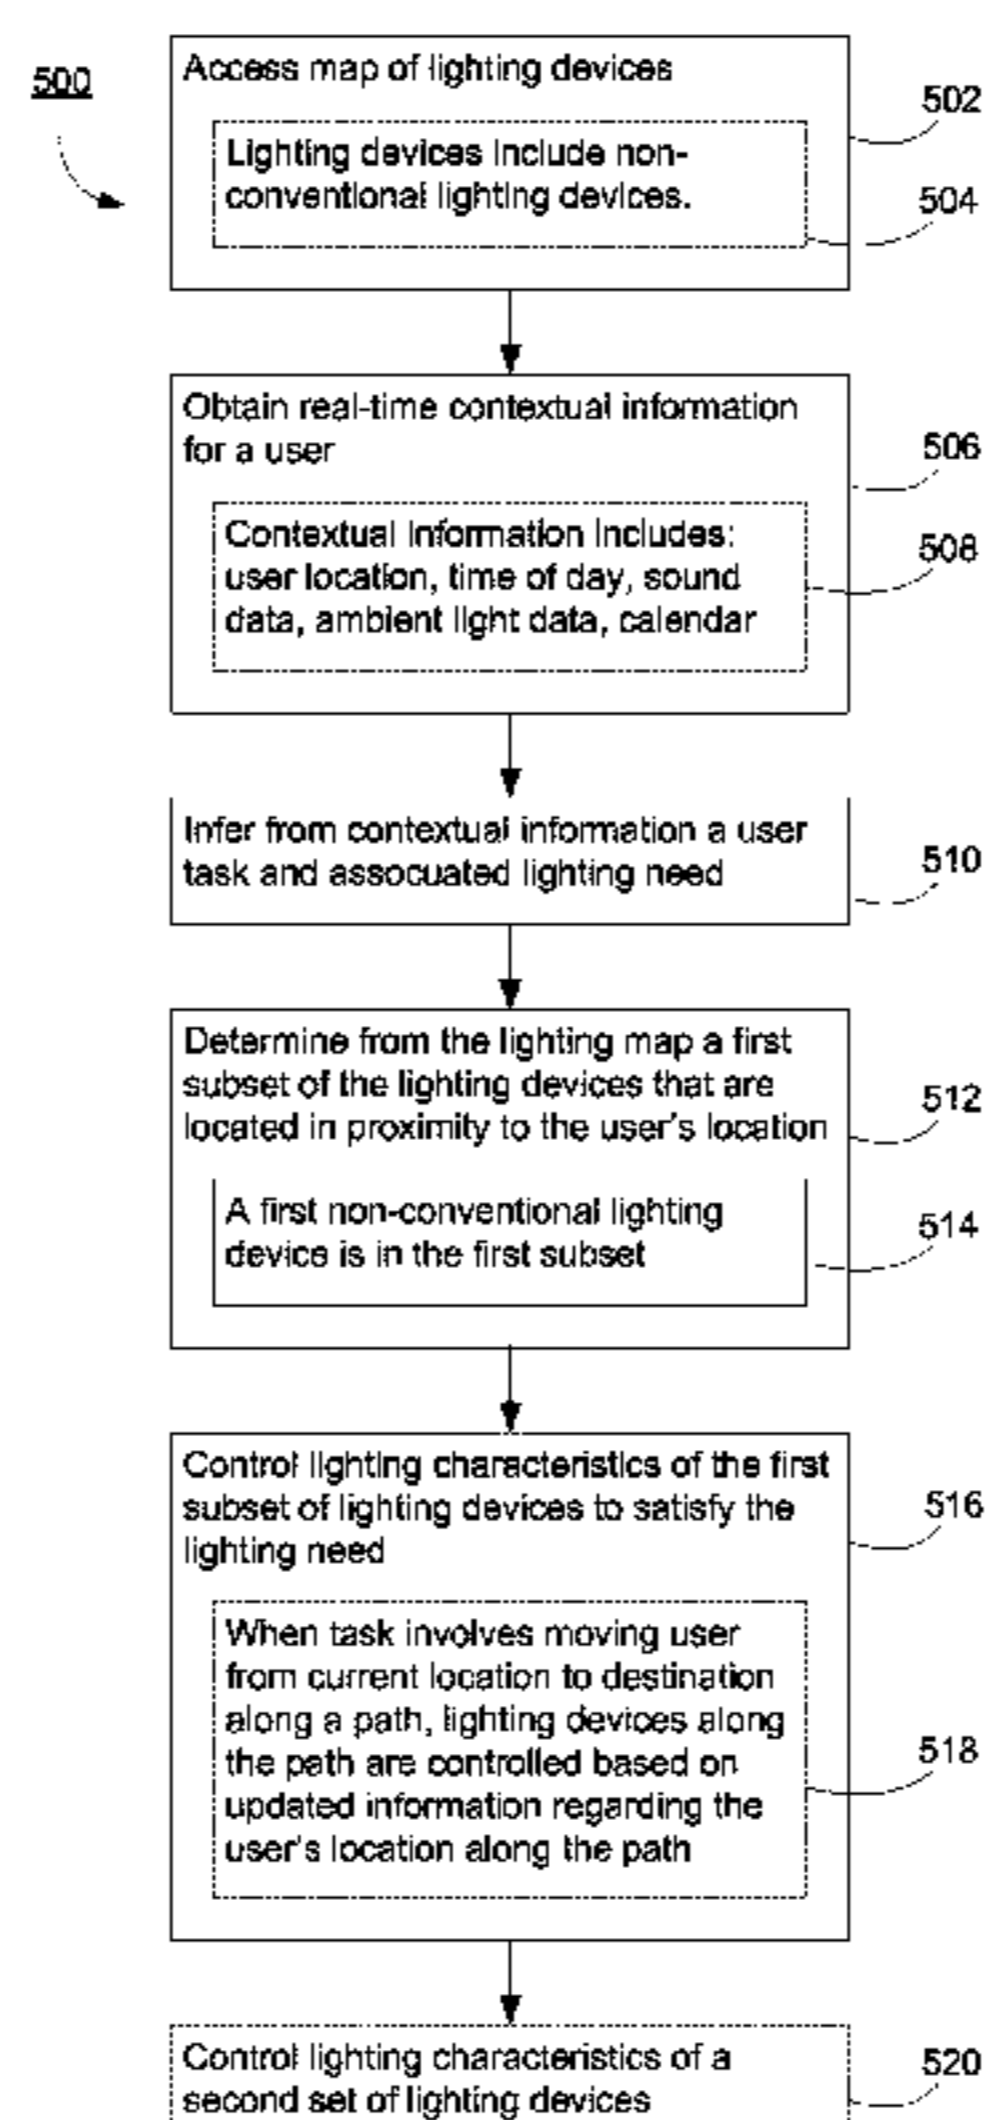 500
Access map of lighting devices
502
Lighting devices include non-
conventional lighting devices.
504
Obtain real-time contextual information
for a user
506
Contextual Information Includes:
user location, time of day, sound
data, ambient light data, calendar
508
Infer from contextual information a user
task and assocuated lighting need
510
Determine from the lighting map a first
subset of the lighting devices that are
located in proximity to the user's location
512
A first non-conventional lighting
device is in the first subset
514
Control lighting characteristics of the first
subset of lighting devices to satisfy the
lighting need
516
When task involves moving user
from current location to destination
along a path, lighting devices along
the path are controlled based on
updated information regarding the
user's location along the path
518
Control lighting characteristics of a
second set of lighting devices
520